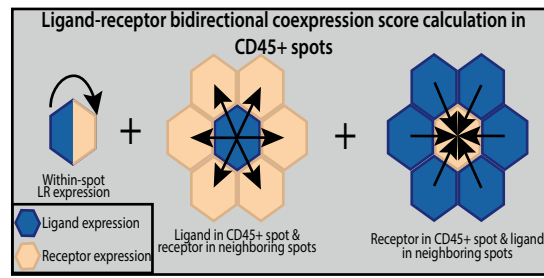 Ligand-receptor bidirectional coexpression score calculation in
CD45+ spots
+
+
Within-spot
LR expression
Ligand in CD45+ spot &
receptor in neighboring spots
Receptor in CD45+ spot & ligand
in neighboring spots
Ligand expression
Receptor expression